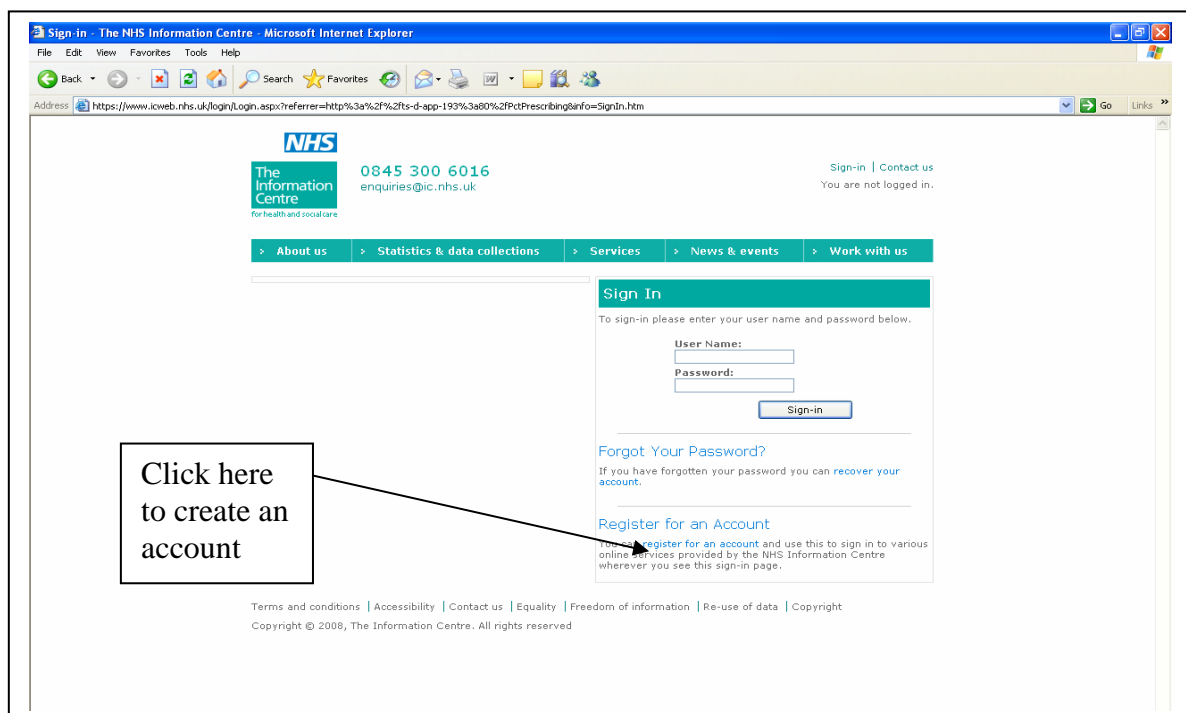 Sign-in - The NHS Information Centre - Microsoft Internet Explorer
File Edit View Favorites Tools Help
Back Search Favorites
Address https://www.icweb.nhs.uk/login/Login.aspx?referrer=http%3a%2f%2fts-d-app-193%3a80%2fPctPrescribing&info=SignIn.htm Go Links »
NHS
The
Information
Centre
for health and social care
0845 300 6016
enquiries@ic.nhs.uk
Sign-in | Contact us
You are not logged in.
> About us > Statistics & data collections > Services > News & events > Work with us
Sign In
To sign-in please enter your user name and password below.
User Name:
Password:
Sign-in
Forgot Your Password?
If you have forgotten your password you can recover your
account.
Click here
to create an
account
Register for an Account
You can register for an account and use this to sign in to various
online services provided by the NHS Information Centre
wherever you see this sign-in page.
Terms and conditions | Accessibility | Contact us | Equality | Freedom of information | Re-use of data | Copyright
Copyright © 2008, The Information Centre. All rights reserved